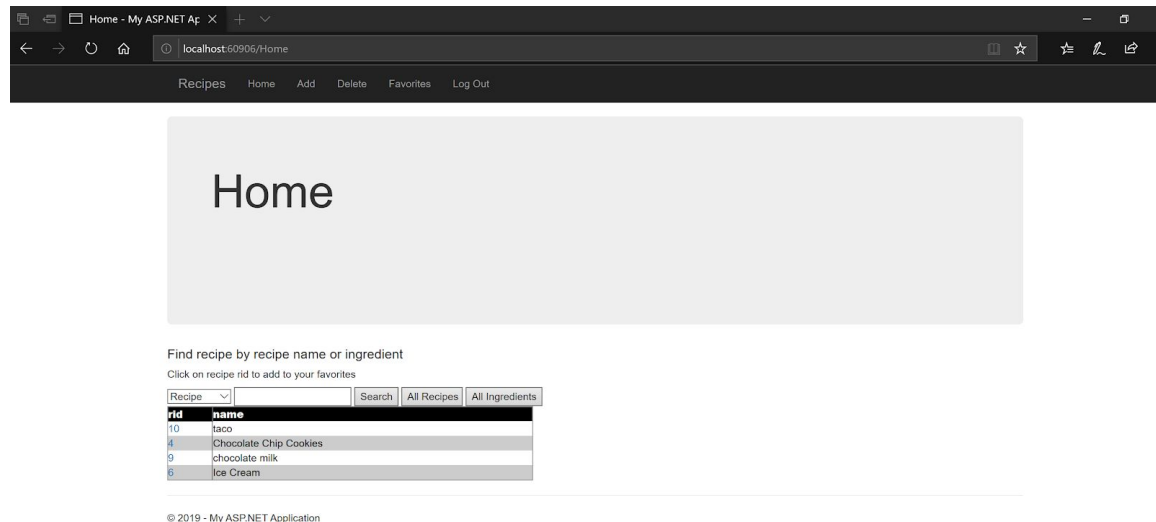 Home - My ASP.NET Ap
localhost:60906/Home
Recipes Home Add Delete Favorites Log Out
Home
Find recipe by recipe name or ingredient
Click on recipe rid to add to your favorites
Recipe Search All Recipes All Ingredients
rid name
10 taco
4 Chocolate Chip Cookies
9 chocolate milk
6 Ice Cream
© 2019 - My ASP.NET Application